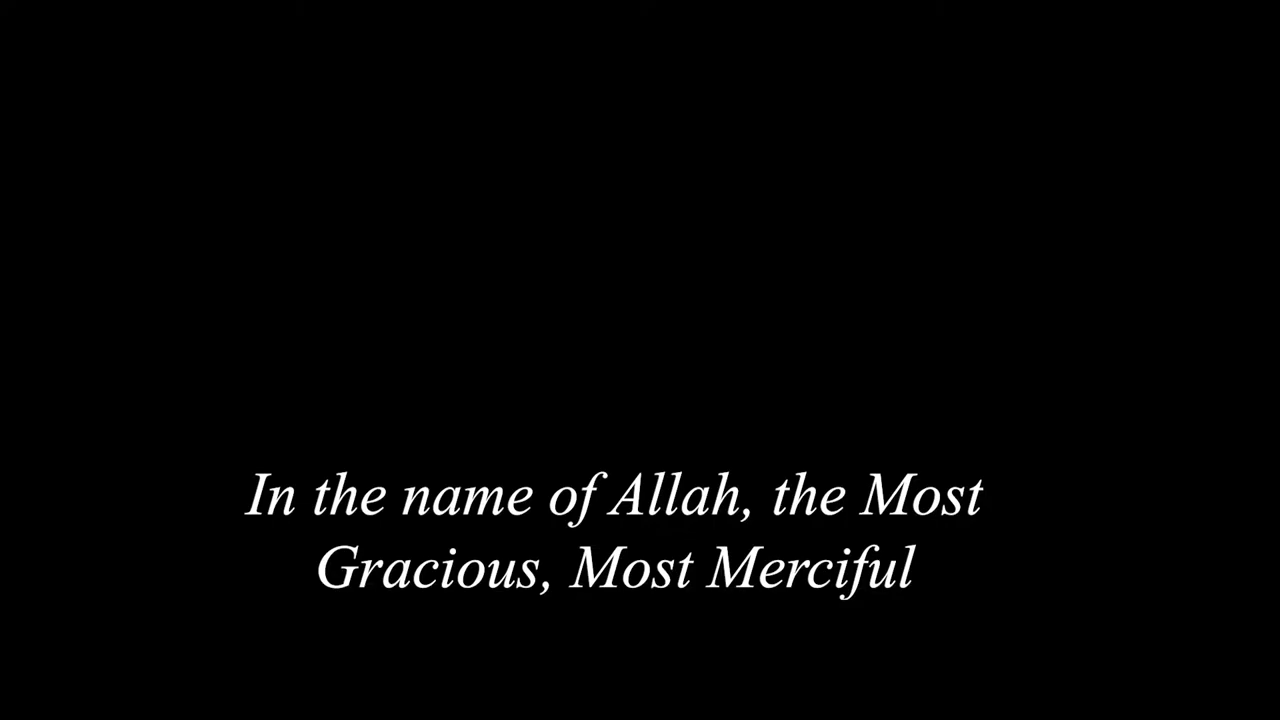 In the name of Allah, the Most
Gracious, Most Merciful